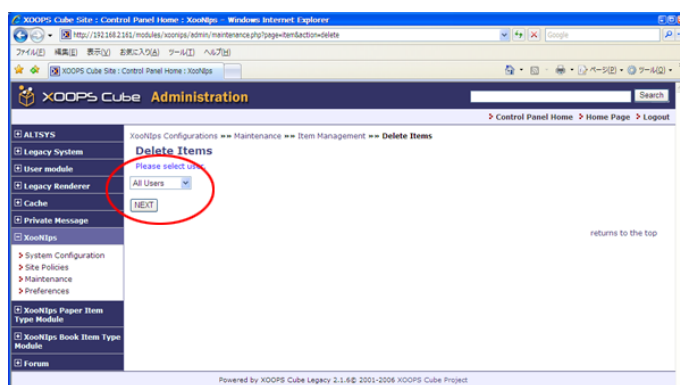 XOOPS Cube Site : Control Panel Home : XooNIps - Windows Internet Explorer
http://192.168.2.161/modules/xoonips/admin/maintenance.php?page=item&action=delete
Google
ファイル(F) 編集(E) 表示(V) お気に入り(A) ツール(T) ヘルプ(H)
XOOPS Cube Site : Control Panel Home : XooNIps
ページ(P) ツール(O)
XOOPS Cube Administration
Search
Control Panel Home Home Page Logout
ALTSYS
Legacy System
User module
Legacy Renderer
Cache
Private Message
XooNIps
System Configuration
Site Policies
Maintenance
Preferences
XooNIps Paper Item
Type Module
XooNIps Book Item Type
Module
Forum
XooNIps Configurations »» Maintenance »» Item Management »» Delete Items
Delete Items
Please select user.
All Users
NEXT
returns to the top
Powered by XOOPS Cube Legacy 2.1.6© 2001-2006 XOOPS Cube Project